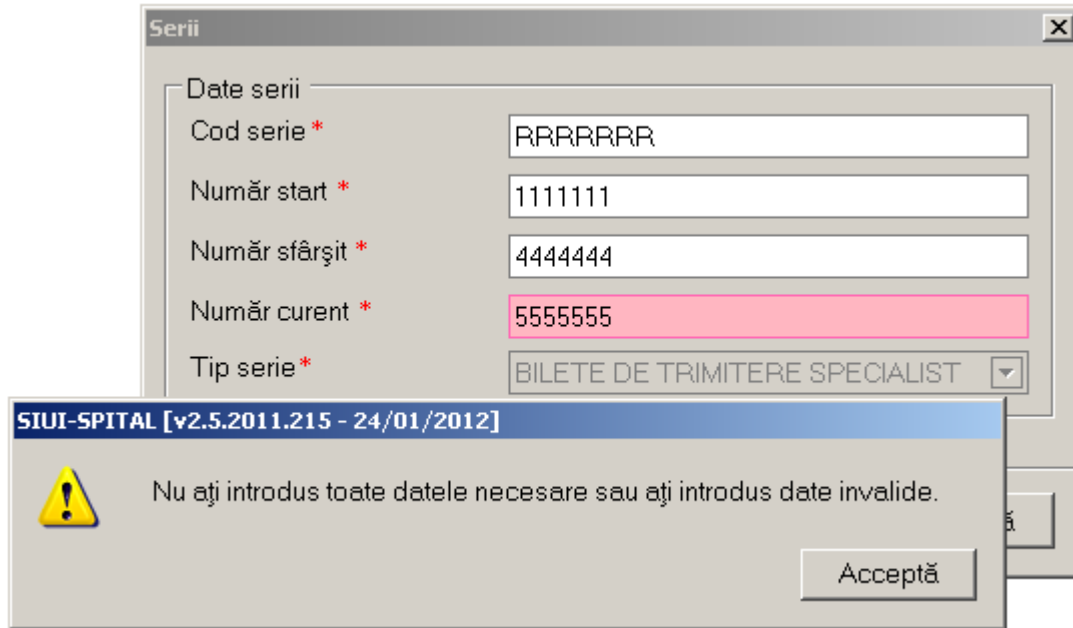 Serii
Date serii
Cod serie *
RRRRRRR
Număr start *
1111111
Număr sfârşit *
4444444
Număr curent *
5555555
Tip serie*
BILETE DE TRIMITERE SPECIALIST
SIUI-SPITAL [v2.5.2011.215 - 24/01/2012]
Nu aţi introdus toate datele necesare sau aţi introdus date invalide.
ă
Acceptă